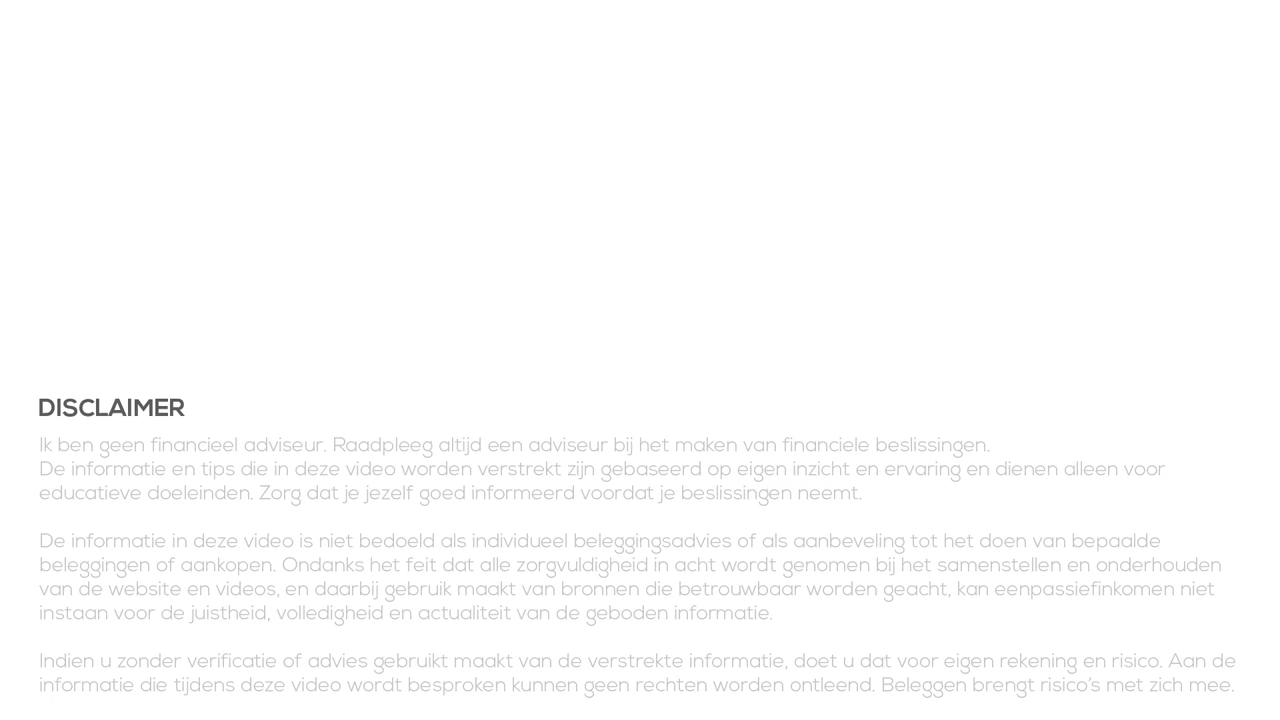 DISCLAIMER
Ik ben geen financieel adviseur. Raadpleeg altijd een adviseur bij het maken van financiele beslissingen.
De informatie en tips die in deze video worden verstrekt zijn gebaseerd op eigen inzicht en ervaring en dienen alleen voor
educatieve doeleinden. Zorg dat je jezelf goed informeerd voordat je beslissingen neemt.
De informatie in deze video is niet bedoeld als individueel beleggingsadvies of als aanbeveling tot het doen van bepaalde
beleggingen of aankopen. Ondanks het feit dat alle zorgvuldigheid in acht wordt genomen bij het samenstellen en onderhouden
van de website en videos, en daarbij gebruik maakt van bronnen die betrouwbaar worden geacht, kan eenpassiefinkomen niet
instaan voor de juistheid, volledigheid en actualiteit van de geboden informatie.
Indien u zonder verificatie of advies gebruikt maakt van de verstrekte informatie, doet u dat voor eigen rekening en risico. Aan de
informatie die tijdens deze video wordt besproken kunnen geen rechten worden ontleend. Beleggen brengt risico's met zich mee.